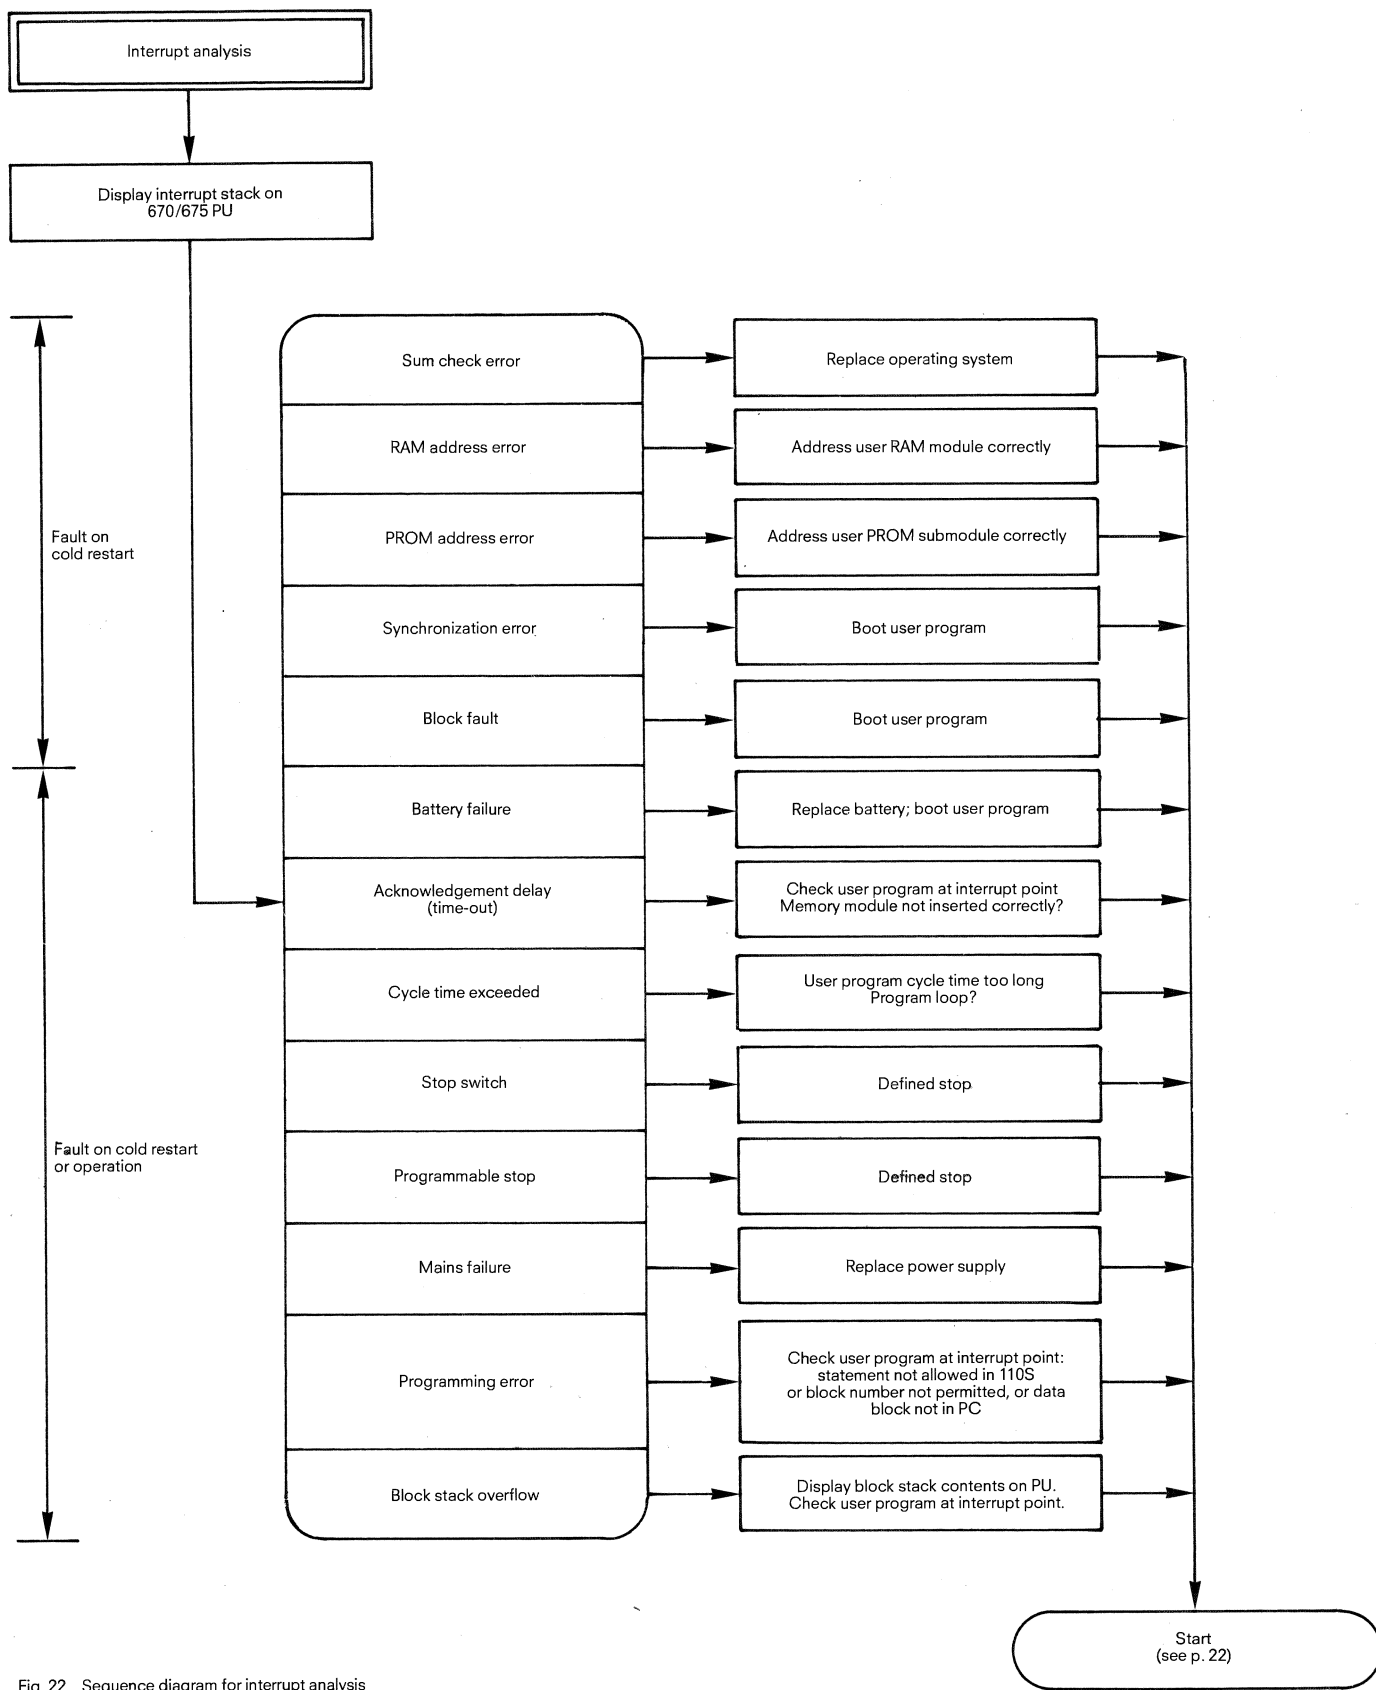 Interrupt analysis
Display interrupt stack on
670/675 PU
Fault on
cold restart
Fault on cold restart
or operation
Sum check error
Replace operating system
RAM address error
Address user RAM module correctly
PROM address error
Address user PROM submodule correctly
Synchronization error
Boot user program
Block fault
Boot user program
Battery failure
Replace battery; boot user program
Acknowledgement delay
(time-out)
Check user program at interrupt point
Memory module not inserted correctly?
Cycle time exceeded
User program cycle time too long
Program loop?
Stop switch
Defined stop
Programmable stop
Defined stop
Mains failure
Replace power supply
Programming error
Check user program at interrupt point:
statement not allowed in 110S
or block number not permitted, or data
block not in PC
Block stack overflow
Display block stack contents on PU.
Check user program at interrupt point.
Start
(see p. 22)
Fig. 22 Sequence diagram for interrupt analysis